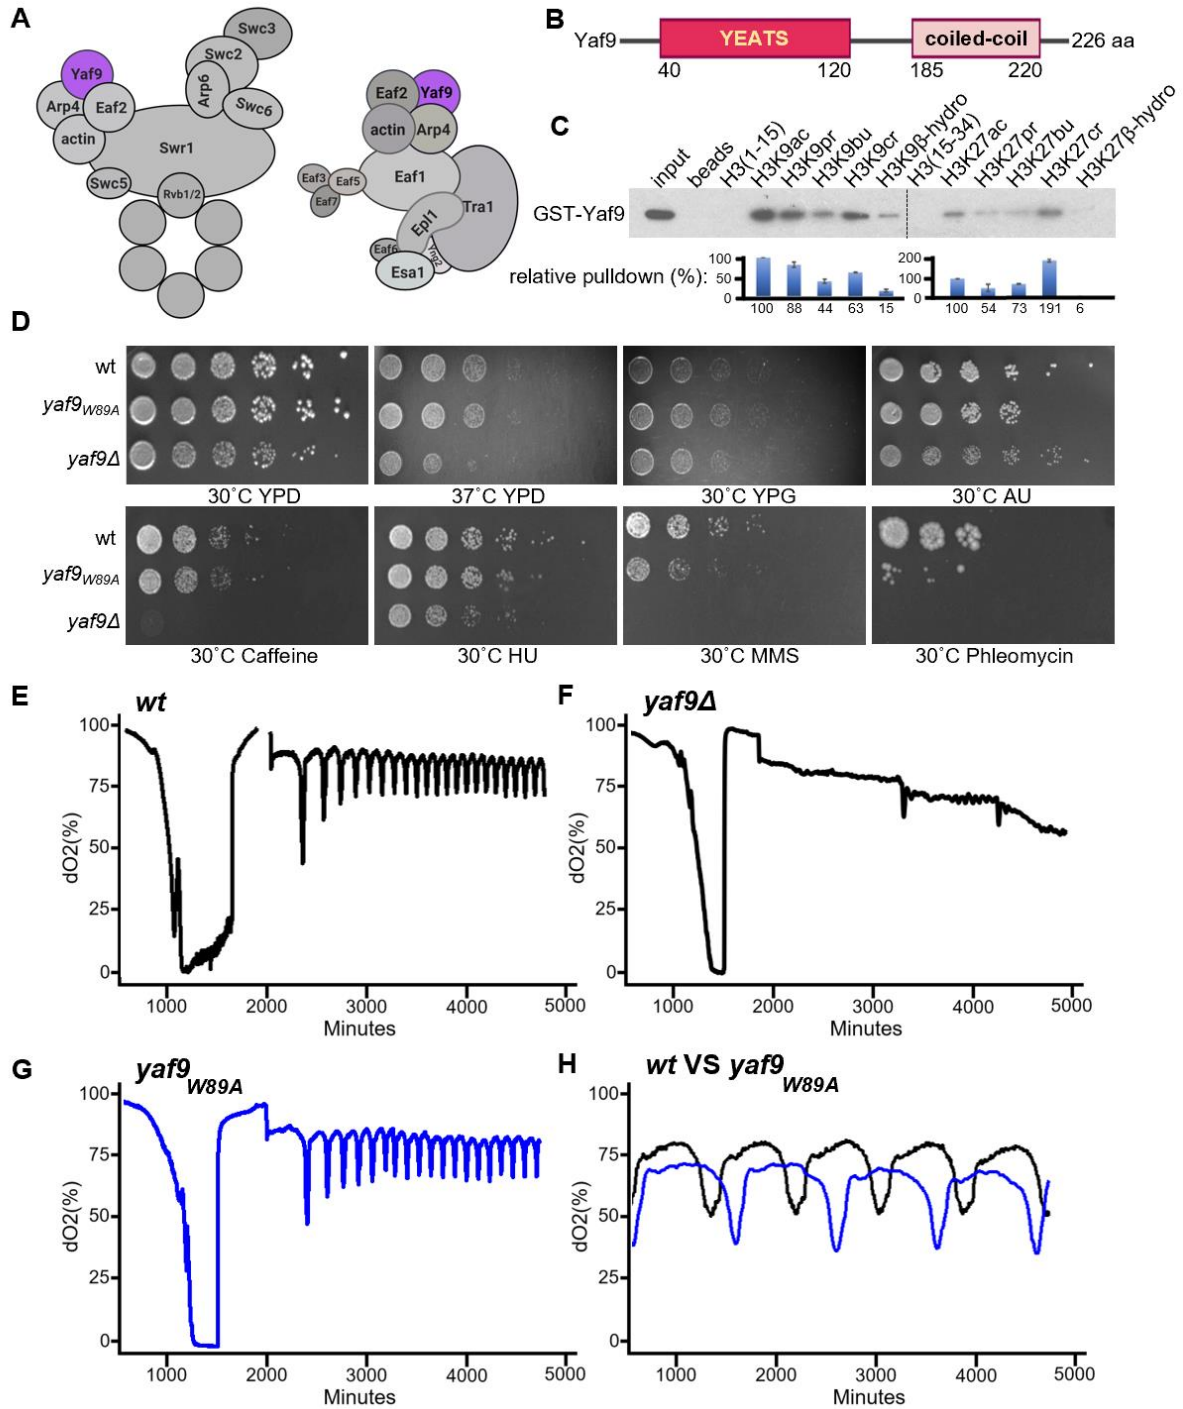 A
Swc3
Swc2
Yaf9
Arp6
Arp4
Eaf2
Swc6
actin
Swr1
Swc5
Rvb1/2
Eaf2
Yaf9
actin
Arp4
Eaf3
Eaf5
Eaf1
Eaf7
Tra1
Epl1
Eaf6
Yng2
Esa1
B
Yaf9
YEATS
coiled-coil
226 aa
40
120
185
220
C
input
beads
H3(1-15)
H3K9ac
H3K9pr
H3K9bu
H3K9cr
H3K9β-hydro
H3(15-34)
H3K27ac
H3K27pr
H3K27bu
H3K27cr
H3K27β-hydro
GST-Yaf9
relative pulldown (%):
100
50
0
100 88 44 63 15
200
100
0
100 54 73 191 6
D
wt
yaf9W89A
yaf9Δ
30˚C YPD
37˚C YPD
30˚C YPG
30˚C AU
wt
yaf9W89A
yaf9Δ
30˚C Caffeine
30˚C HU
30˚C MMS
30˚C Phleomycin
E
wt
100
75
50
25
0
dO2(%)
1000 2000 3000 4000 5000
Minutes
F
yaf9Δ
100
75
50
25
0
dO2(%)
1000 2000 3000 4000 5000
Minutes
G
yaf9W89A
100
75
50
25
0
dO2(%)
1000 2000 3000 4000 5000
Minutes
H
wt VS yaf9W89A
100
75
50
25
0
dO2(%)
1000 2000 3000 4000 5000
Minutes